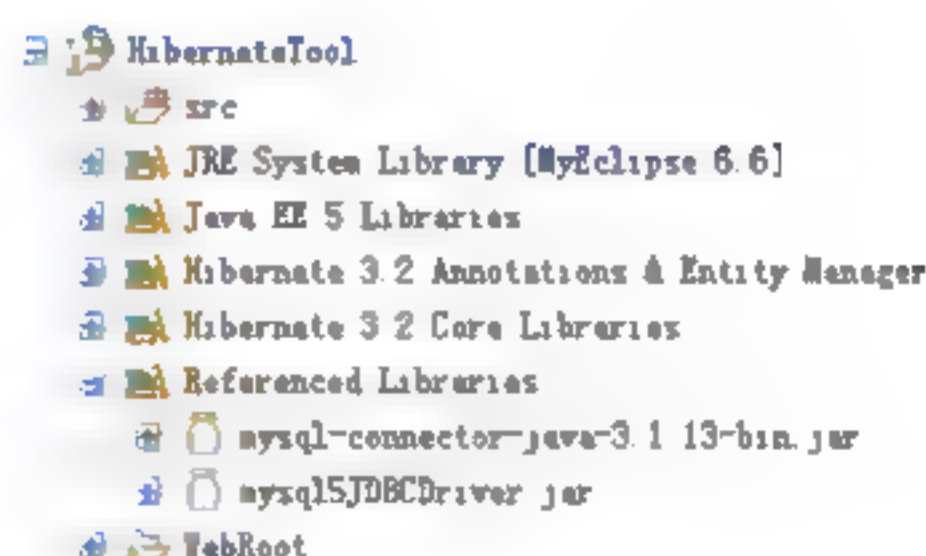 HibernateTool
src
JRE System Library [MyEclipse 6.6]
Java EE 5 Libraries
Hibernate 3.2 Annotations & Entity Manager
Hibernate 3.2 Core Libraries
Referenced Libraries
mysql-connector-java-3.1.13-bin.jar
mysql5JDBCDriver.jar
WebRoot